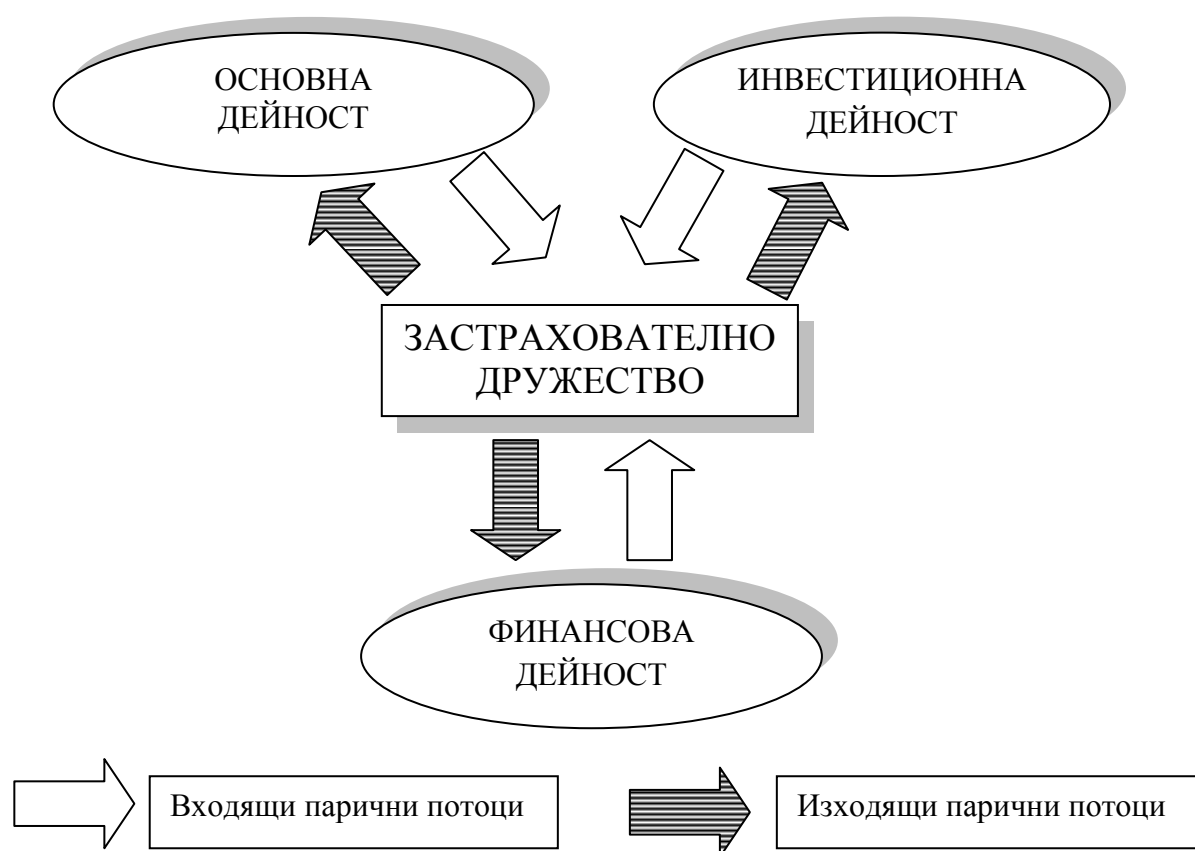 ОСНОВНА
ДЕЙНОСТ
ИНВЕСТИЦИОННА
ДЕЙНОСТ
ЗАСТРАХОВАТЕЛНО
ДРУЖЕСТВО
ФИНАНСОВА
ДЕЙНОСТ
Входящи парични потоци
Изходящи парични потоци